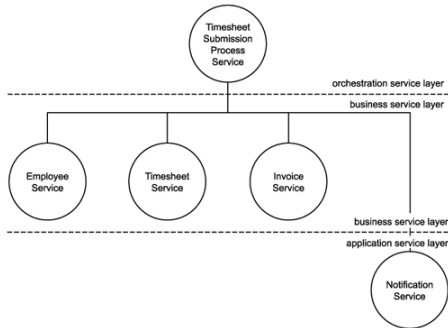 Timesheet
Submission
Process
Service
orchestration service layer
business service layer
Employee
Service
Timesheet
Service
Invoice
Service
business service layer
application service layer
Notification
Service